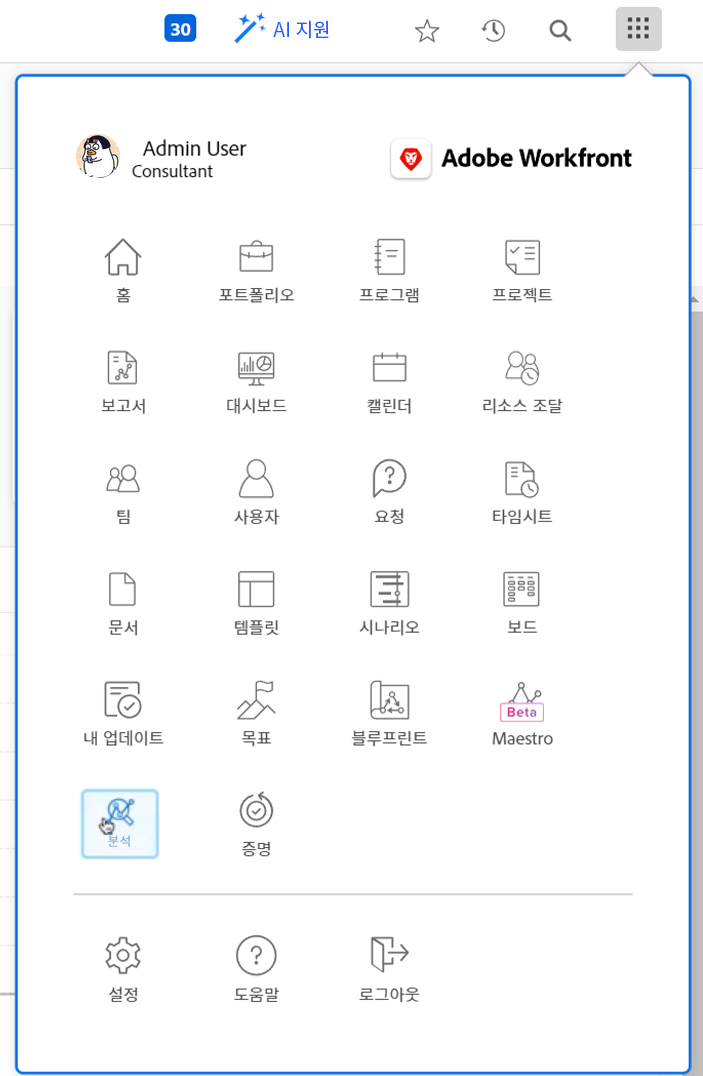 30 AI 지원
Admin User
Consultant
Adobe Workfront
홈 포트폴리오 프로그램 프로젝트
보고서 대시보드 캘린더 리소스 조달
팀 사용자 요청 타임시트
문서 템플릿 시나리오 보드
Beta
내 업데이트 목표 블루프린트 Maestro
분석 증명
설정 도움말 로그아웃